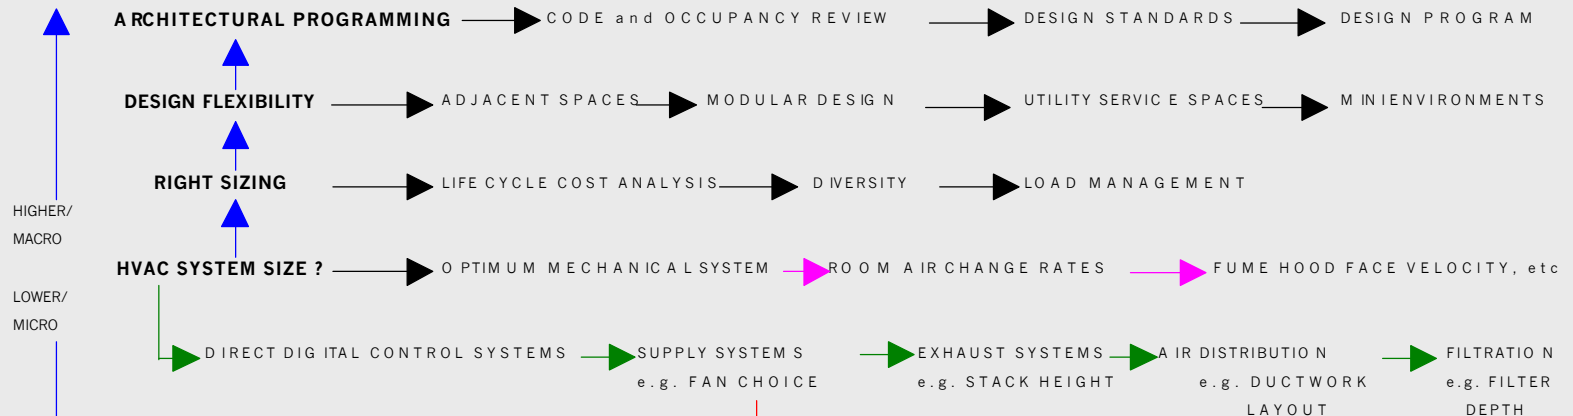 ARCHITECTURAL PROGRAMMING CODE and OCCUPANCY REVIEW DESIGN STANDARDS DESIGN PROGRAM
DESIGN FLEXIBILITY ADJACENT SPACES MODULAR DESIGN UTILITY SERVICE SPACES MINIENVIRONMENTS
RIGHT SIZING LIFE CYCLE COST ANALYSIS DIVERSITY LOAD MANAGEMENT
HIGHER/
MACRO
HVAC SYSTEM SIZE ? OPTIMUM MECHANICAL SYSTEM ROOM AIR CHANGE RATES FUME HOOD FACE VELOCITY, etc
LOWER/
MICRO
DIRECT DIGITAL CONTROL SYSTEMS SUPPLY SYSTEMS EXHAUST SYSTEMS AIR DISTRIBUTION FILTRATION
e.g. FAN CHOICE e.g. STACK HEIGHT e.g. DUCTWORK e.g. FILTER
LAYOUT DEPTH